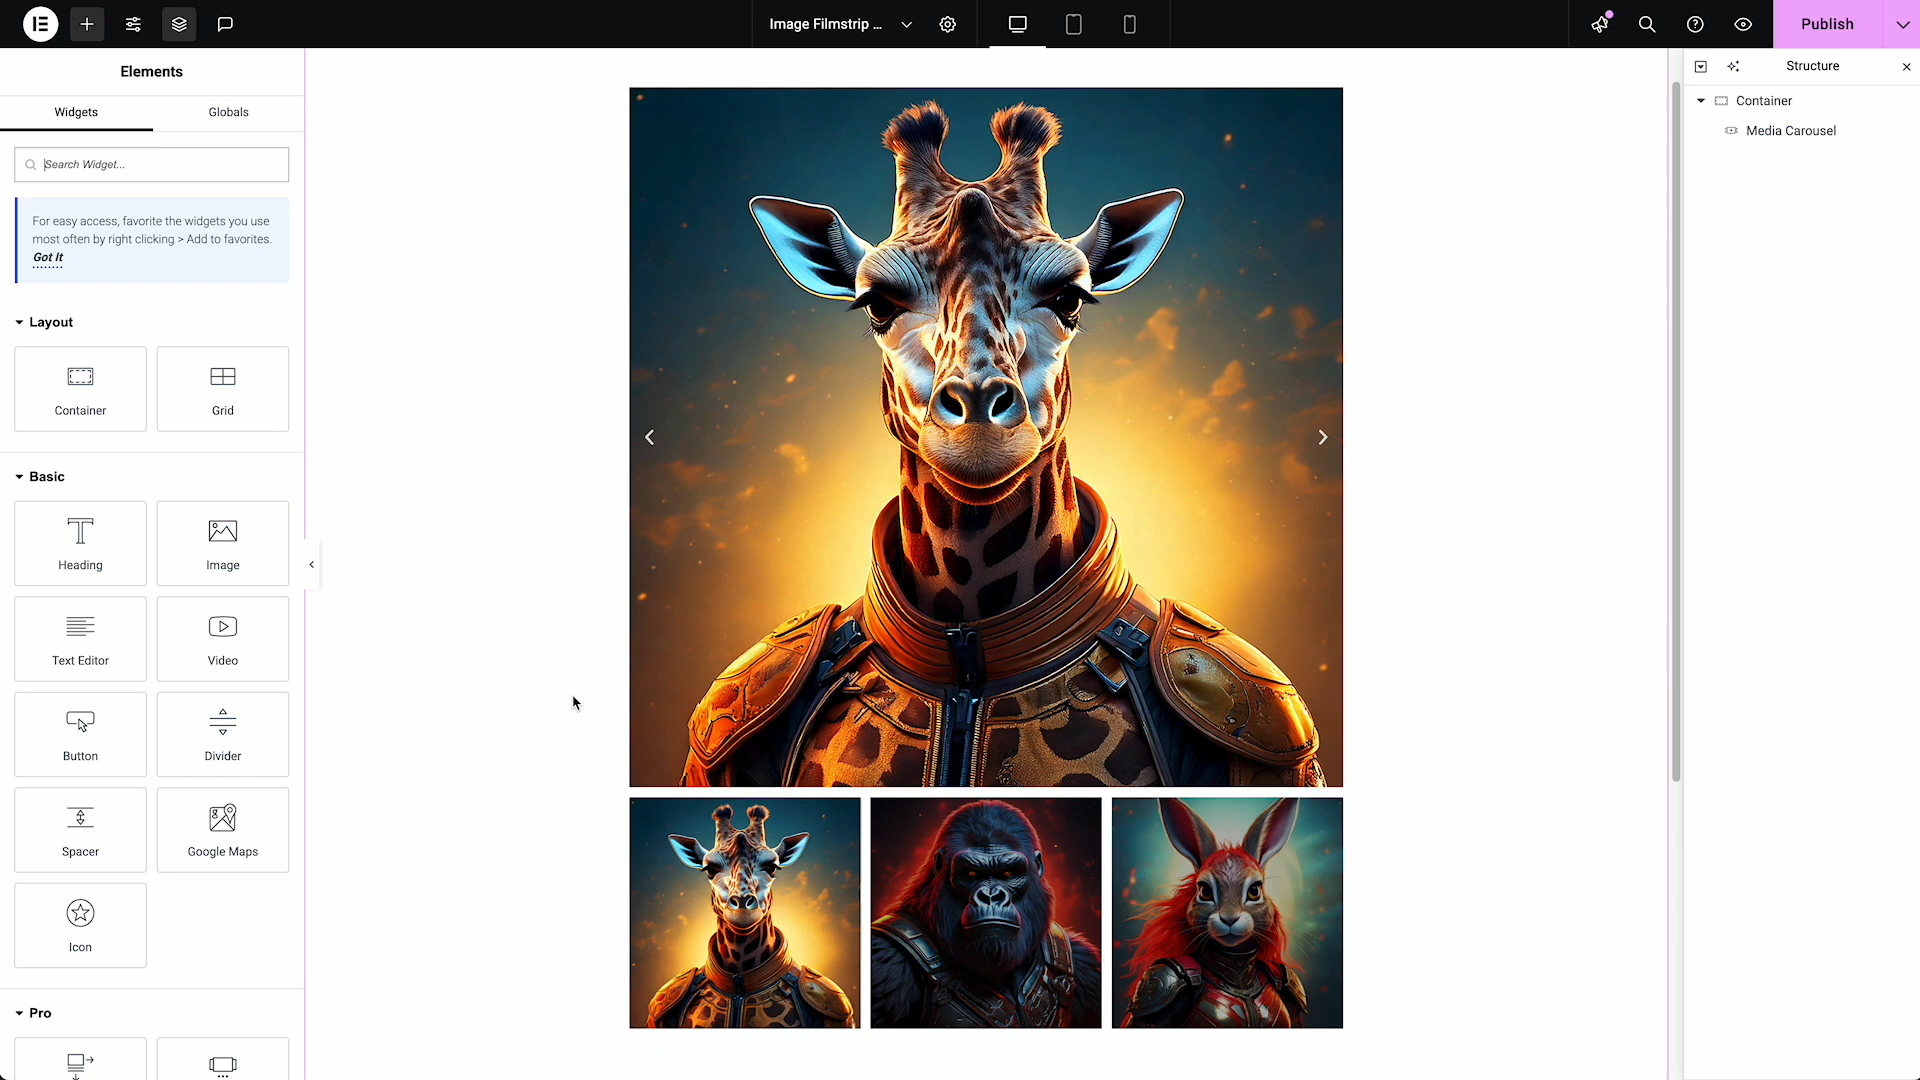 Image Filmstrip ...
Publish
Elements
Widgets
Globals
Search Widget...
For easy access, favorite the widgets you use
most often by right clicking > Add to favorites.
Got It
Layout
Container
Grid
Basic
Heading
Image
Text Editor
Video
Button
Divider
Spacer
Google Maps
Icon
Pro
Structure
Container
Media Carousel